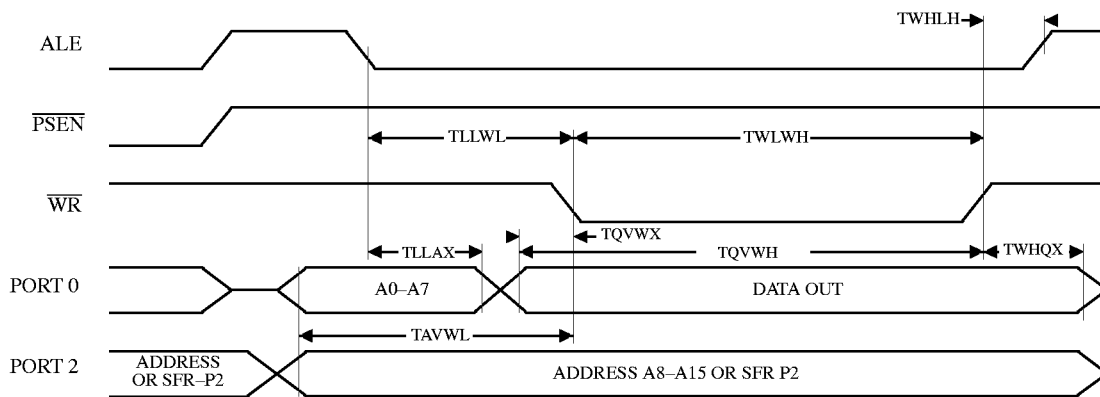 TWHLH
ALE
PSEN
TLLWL
TWLWH
WR
TQVWX
TLLAX
TQVWH
TWHQX
PORT 0
A0–A7
DATA OUT
TAVWL
PORT 2
ADDRESS
OR SFR–P2
ADDRESS A8–A15 OR SFR P2